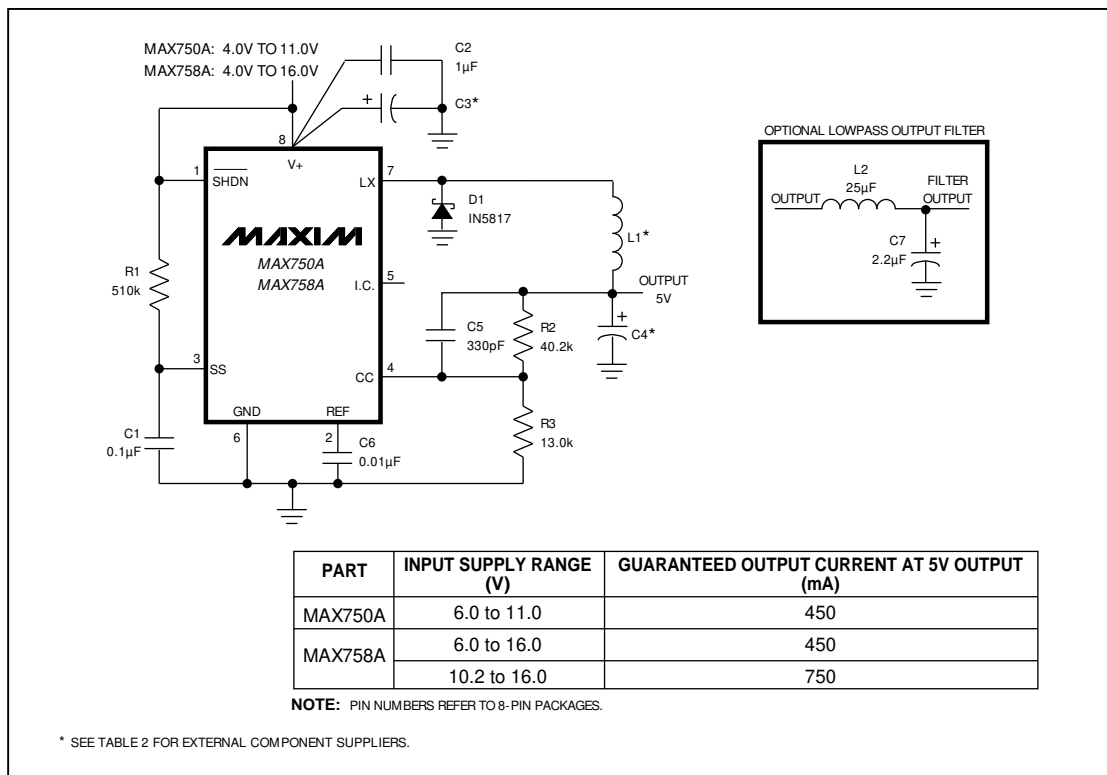 MAX750A: 4.0V TO 11.0V
MAX758A: 4.0V TO 16.0V
C2
1µF
+
C3*
8
V+
1
SHDN
LX
7
D1
IN5817
L1*
MAXIM
MAX750A
MAX758A
R1
510k
I.C.
5
OUTPUT
5V
C5
330pF
R2
40.2k
+
C4*
3
SS
CC
4
GND
REF
6
2
C1
0.1µF
C6
0.01µF
R3
13.0k
OPTIONAL LOWPASS OUTPUT FILTER
L2
25µF
OUTPUT
FILTER
OUTPUT
C7
2.2µF
+
PART INPUT SUPPLY RANGE (V) GUARANTEED OUTPUT CURRENT AT 5V OUTPUT (mA)
MAX750A 6.0 to 11.0 450
MAX758A 6.0 to 16.0 450
10.2 to 16.0 750
NOTE: PIN NUMBERS REFER TO 8-PIN PACKAGES.
* SEE TABLE 2 FOR EXTERNAL COMPONENT SUPPLIERS.